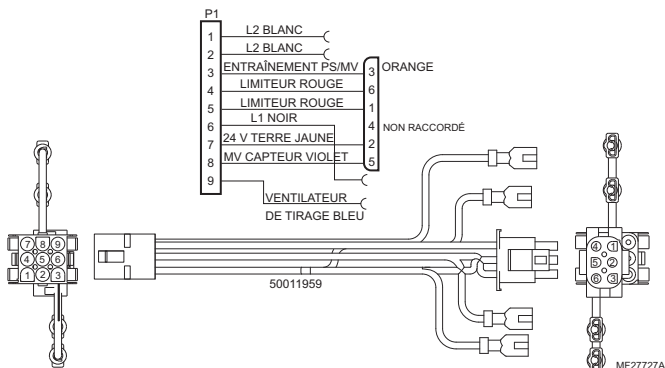 P1
1 L2 BLANC
2 L2 BLANC
3 ENTRAÎNEMENT PS/MV 3 ORANGE
4 LIMITEUR ROUGE 6
5 LIMITEUR ROUGE 1
6 L1 NOIR 4 NON RACCORDÉ
7 24 V TERRE JAUNE 2
8 MV CAPTEUR VIOLET 5
9 VENTILATEUR
DE TIRAGE BLEU
7 8 9
4 5 6
1 2 3
4 1
5 2
6 3
50011959
MF27727A